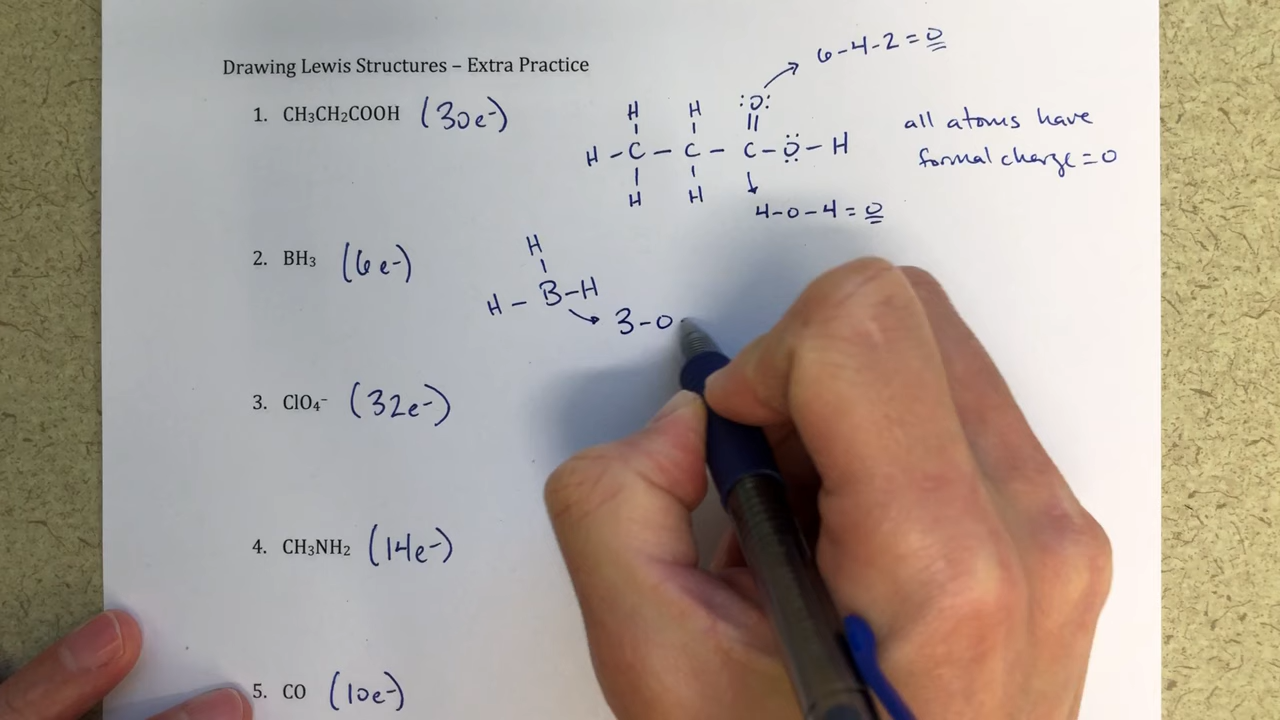 Drawing Lewis Structures – Extra Practice
6-4-2=0
1. CH₃CH₂COOH (30e-)
H H :O:
H-C-C-C-O-H
H H
4-0-4=0
all atoms have
formal charge=0
2. BH₃ (6e-)
H
H-B-H
3-0
3. ClO₄⁻ (32e-)
4. CH₃NH₂ (14e-)
5. CO (10e-)